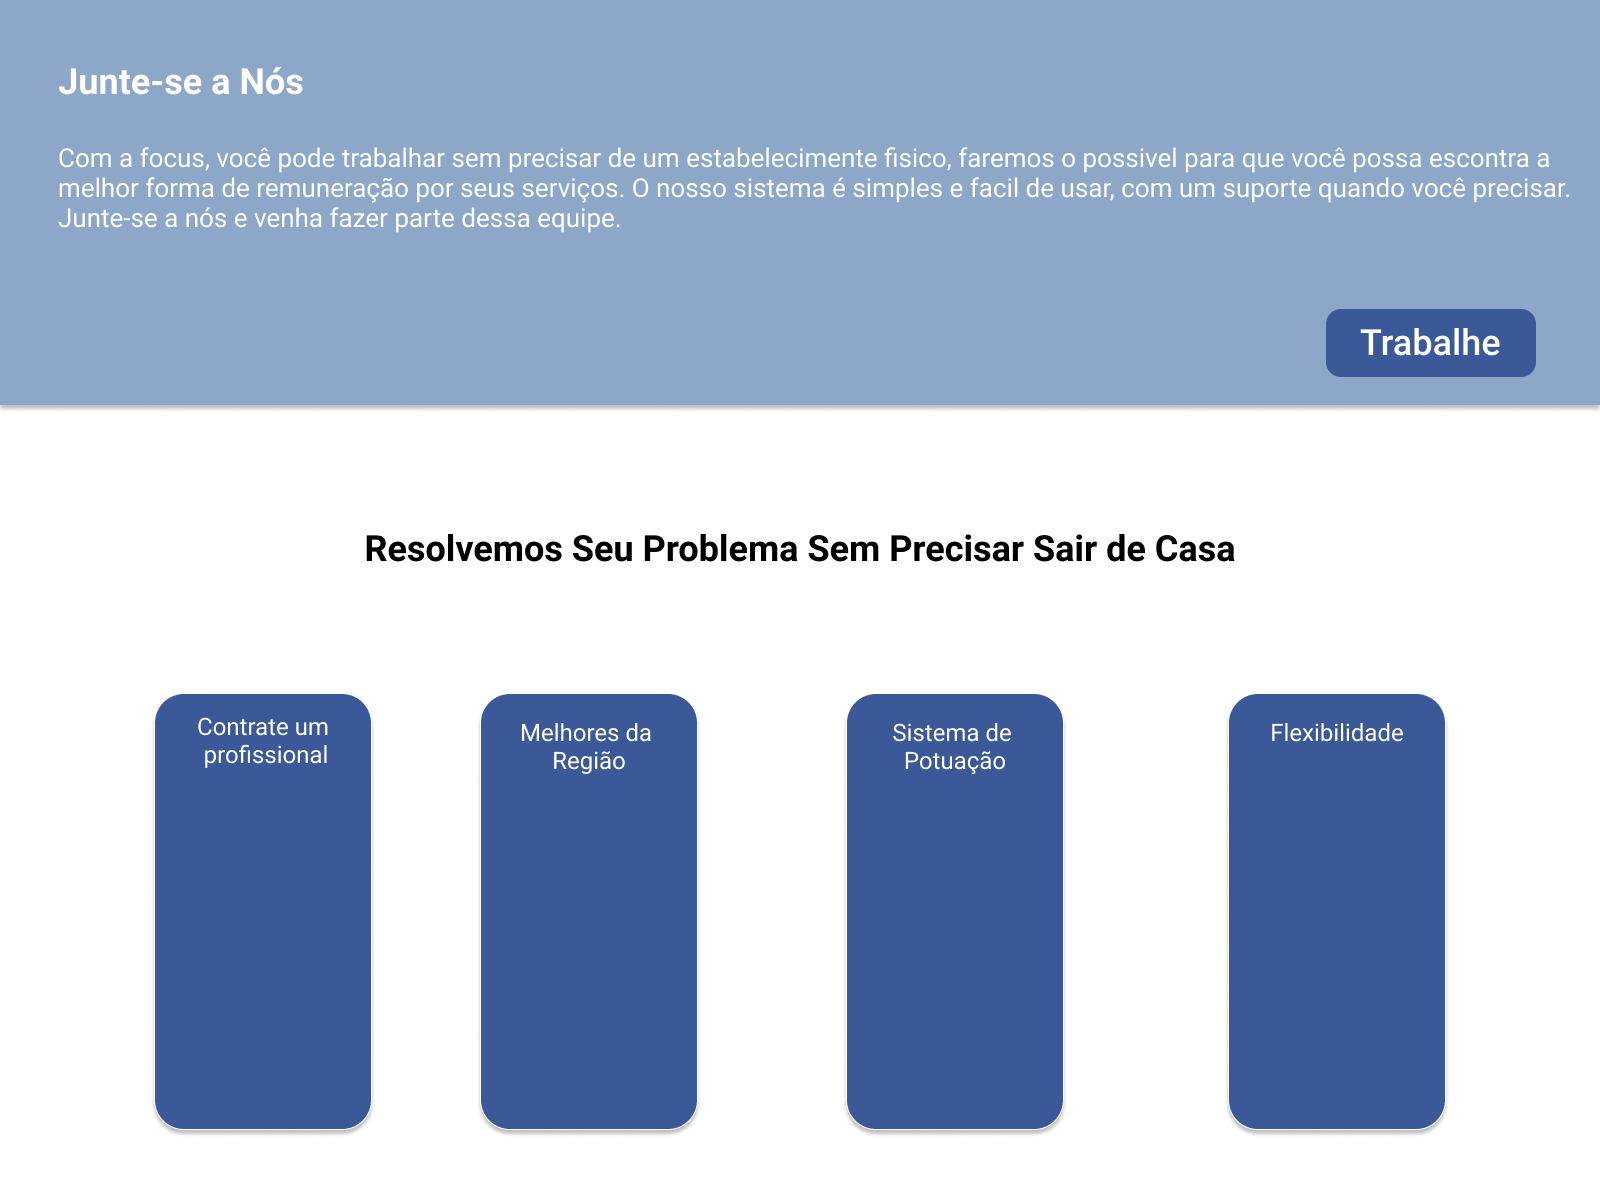 Junte-se a Nós
Com a focus, você pode trabalhar sem precisar de um estabelecimente fisico, faremos o possivel para que você possa escontra a
melhor forma de remuneração por seus serviços. O nosso sistema é simples e facil de usar, com um suporte quando você precisar.
Junte-se a nós e venha fazer parte dessa equipe.
Trabalhe
Resolvemos Seu Problema Sem Precisar Sair de Casa
Contrate um
profissional
Melhores da
Região
Sistema de
Potuação
Flexibilidade